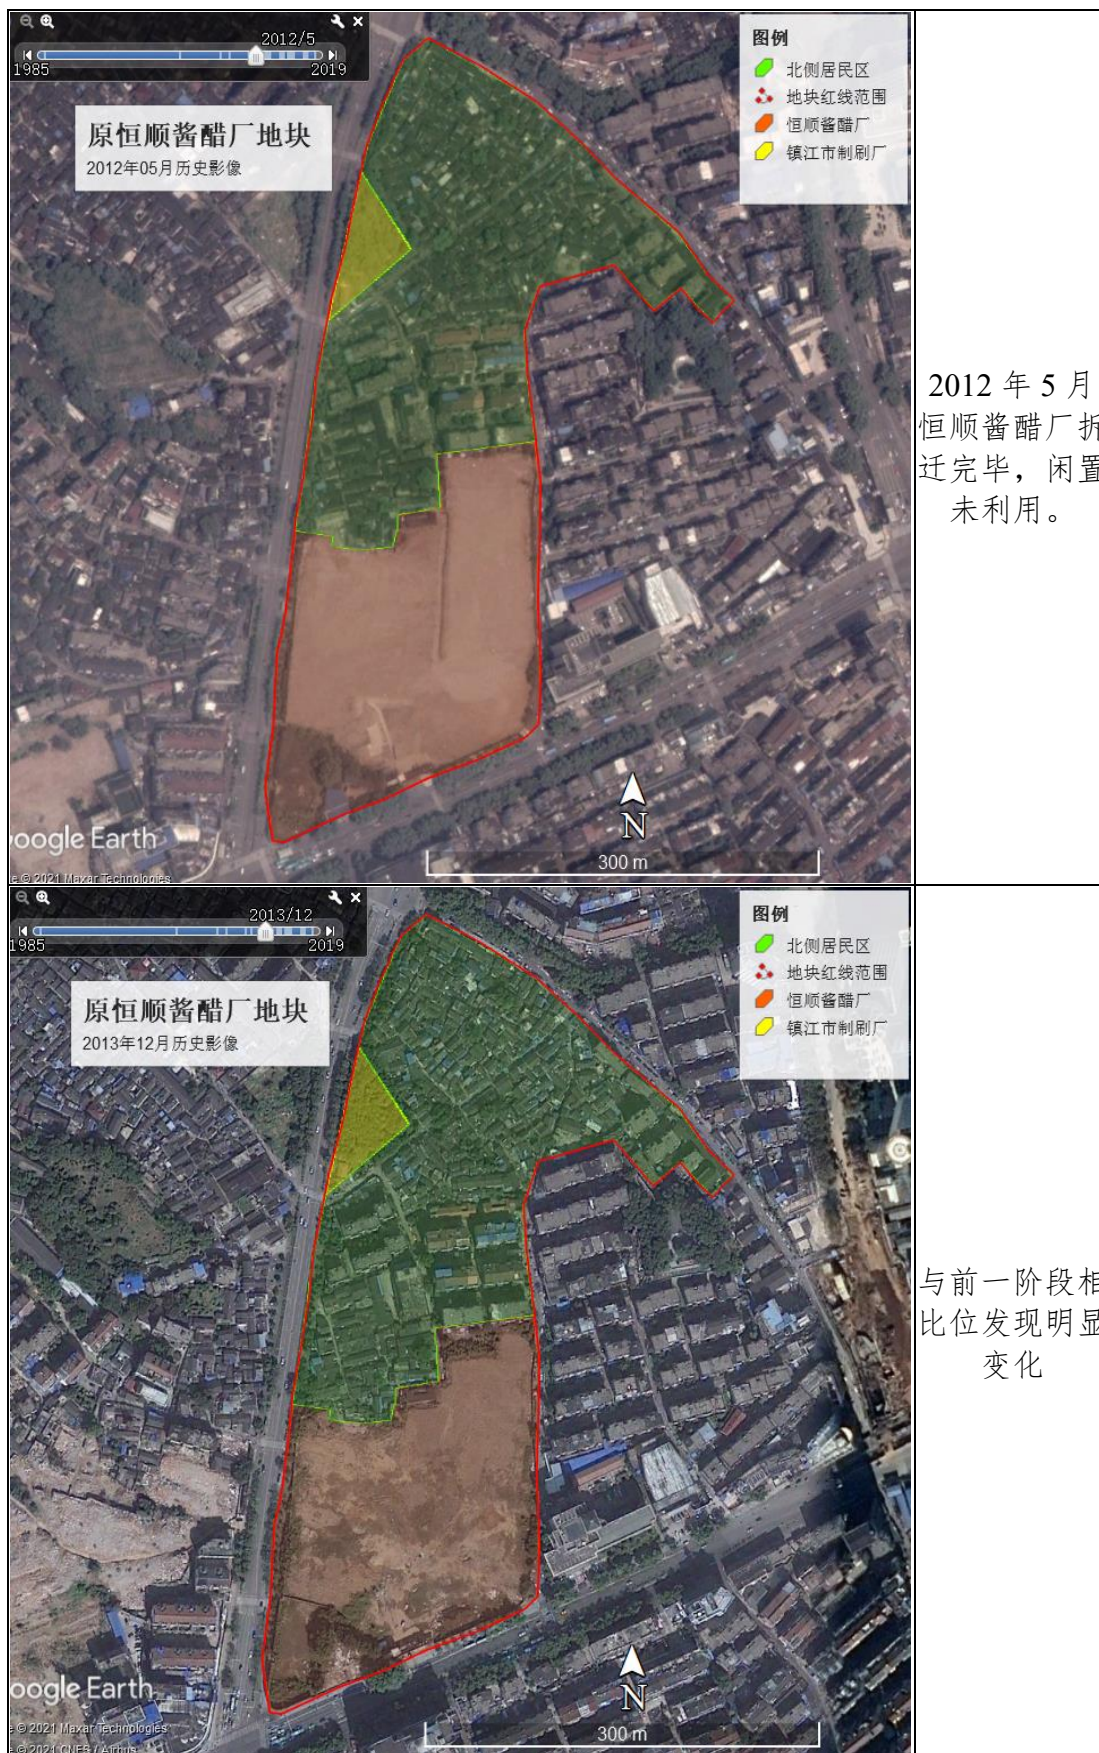 2012/5
1985
2019
原恒顺酱醋厂地块
2012年05月历史影像
图例
北侧居民区
地块红线范围
恒顺酱醋厂
镇江市制刷厂
oogle Earth
e © 2021 Maxar Technologies
N
300 m
2012 年 5 月
恒顺酱醋厂拆
迁完毕，闲置
未利用。
2013/12
1985
2019
原恒顺酱醋厂地块
2013年12月历史影像
图例
北侧居民区
地块红线范围
恒顺酱醋厂
镇江市制刷厂
oogle Earth
© 2021 Maxar Technologies
© 2021 CNES / Airbus
N
300 m
与前一阶段相
比位发现明显
变化